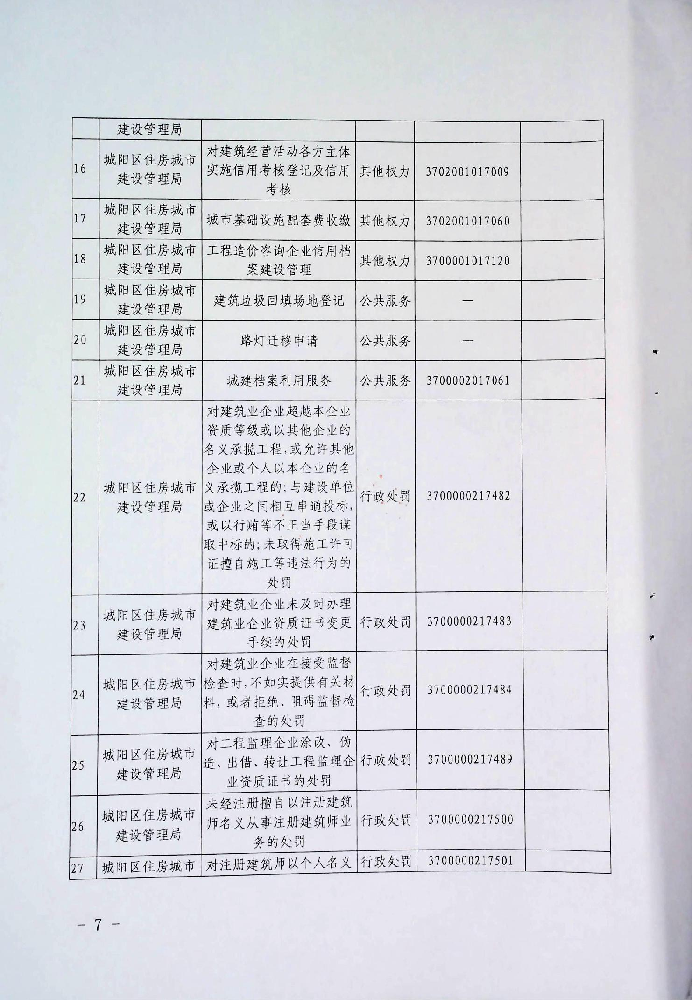 建设管理局
16
城阳区住房城市
建设管理局
对建筑经营活动各方主体
实施信用考核登记及信用
考核
其他权力
3702001017009
17
城阳区住房城市
建设管理局
城市基础设施配套费收缴
其他权力
3702001017060
18
城阳区住房城市
建设管理局
工程造价咨询企业信用档
案建设管理
其他权力
3700001017120
19
城阳区住房城市
建设管理局
建筑垃圾回填场地登记
公共服务
—
20
城阳区住房城市
建设管理局
路灯迁移申请
公共服务
—
21
城阳区住房城市
建设管理局
城建档案利用服务
公共服务
3700002017061
22
城阳区住房城市
建设管理局
对建筑业企业超越本企业
资质等级或以其他企业的
名义承揽工程,或允许其他
企业或个人以本企业的名
义承揽工程的;与建设单位
或企业之间相互串通投标,
或以行贿等不正当手段谋
取中标的;未取得施工许可
证擅自施工等违法行为的
处罚
行政处罚
3700000217482
23
城阳区住房城市
建设管理局
对建筑业企业未及时办理
建筑业企业资质证书变更
手续的处罚
行政处罚
3700000217483
24
城阳区住房城市
建设管理局
对建筑业企业在接受监督
检查时,不如实提供有关材
料,或者拒绝、阻碍监督检
查的处罚
行政处罚
3700000217484
25
城阳区住房城市
建设管理局
对工程监理企业涂改、伪
造、出借、转让工程监理企
业资质证书的处罚
行政处罚
3700000217489
26
城阳区住房城市
建设管理局
未经注册擅自以注册建筑
师名义从事注册建筑师业
务的处罚
行政处罚
3700000217500
27
城阳区住房城市
对注册建筑师以个人名义
行政处罚
3700000217501
- 7 -